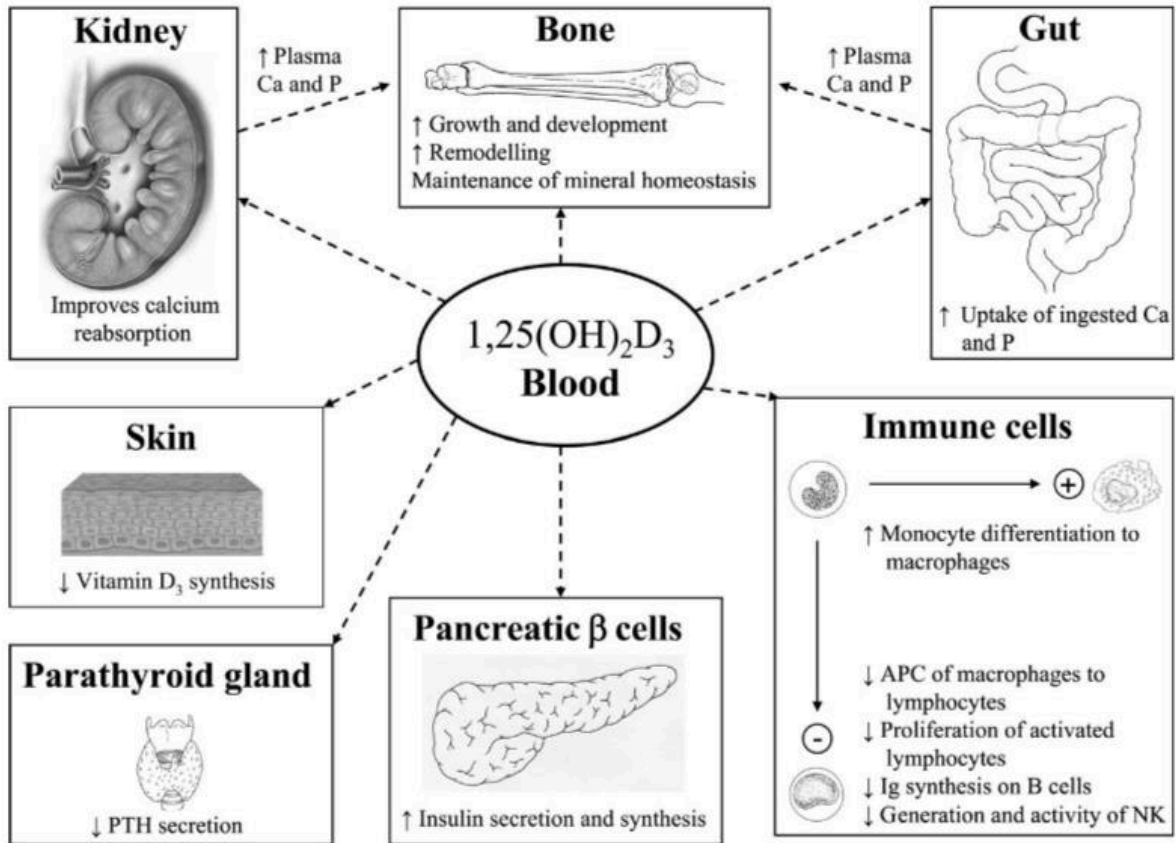 Kidney
↑ Plasma
Ca and P
Improves calcium
reabsorption
Bone
↑ Growth and development
↑ Remodelling
Maintenance of mineral homeostasis
↑ Plasma
Ca and P
Gut
↑ Uptake of ingested Ca
and P
1,25(OH)₂D₃
Blood
Skin
↓ Vitamin D₃ synthesis
Parathyroid gland
↓ PTH secretion
Pancreatic β cells
↑ Insulin secretion and synthesis
Immune cells
+
↑ Monocyte differentiation to
macrophages
↓ APC of macrophages to
lymphocytes
↓ Proliferation of activated
lymphocytes
-
↓ Ig synthesis on B cells
↓ Generation and activity of NK